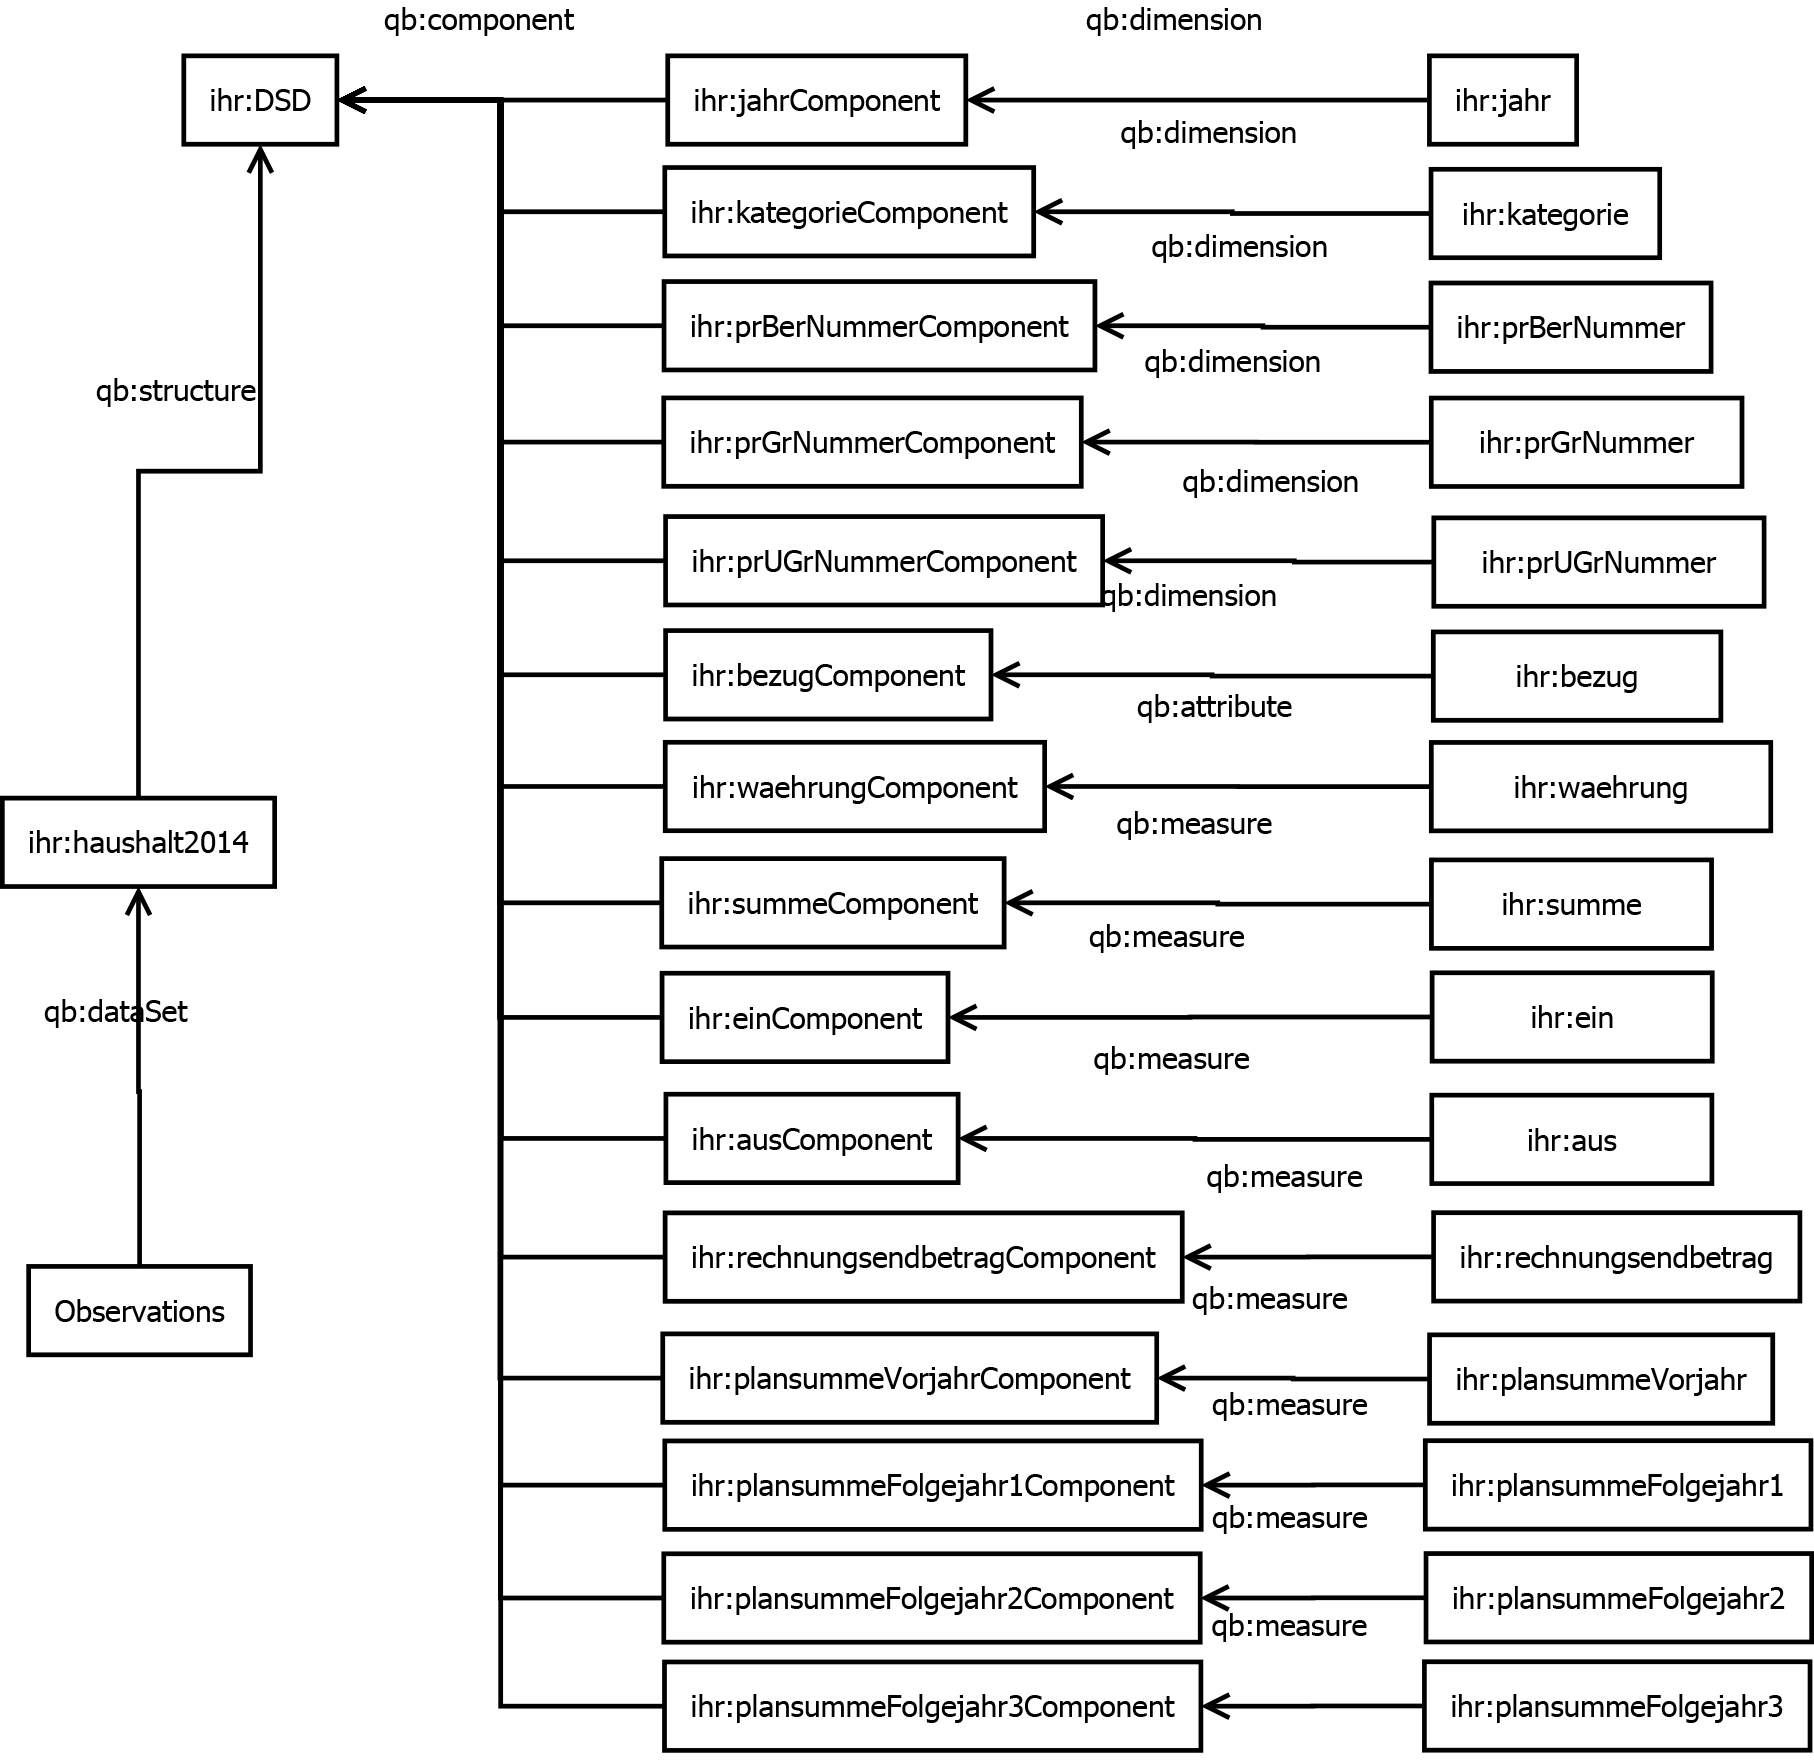 qb:component qb:dimension
ihr:DSD ihr:jahrComponent ihr:jahr
qb:dimension
ihr:kategorieComponent ihr:kategorie
qb:dimension
ihr:prBerNummerComponent ihr:prBerNummer
qb:dimension
qb:structure
ihr:prGrNummerComponent ihr:prGrNummer
qb:dimension
ihr:prUGrNummerComponent ihr:prUGrNummer
qb:dimension
ihr:bezugComponent ihr:bezug
qb:attribute
ihr:waehrungComponent ihr:waehrung
qb:measure
ihr:haushalt2014
ihr:summeComponent ihr:summe
qb:measure
qb:dataSet
ihr:einComponent ihr:ein
qb:measure
ihr:ausComponent ihr:aus
qb:measure
ihr:rechnungsendbetragComponent ihr:rechnungsendbetrag
qb:measure
Observations
ihr:plansummeVorjahrComponent ihr:plansummeVorjahr
qb:measure
ihr:plansummeFolgejahr1Component ihr:plansummeFolgejahr1
qb:measure
ihr:plansummeFolgejahr2Component ihr:plansummeFolgejahr2
qb:measure
ihr:plansummeFolgejahr3Component ihr:plansummeFolgejahr3